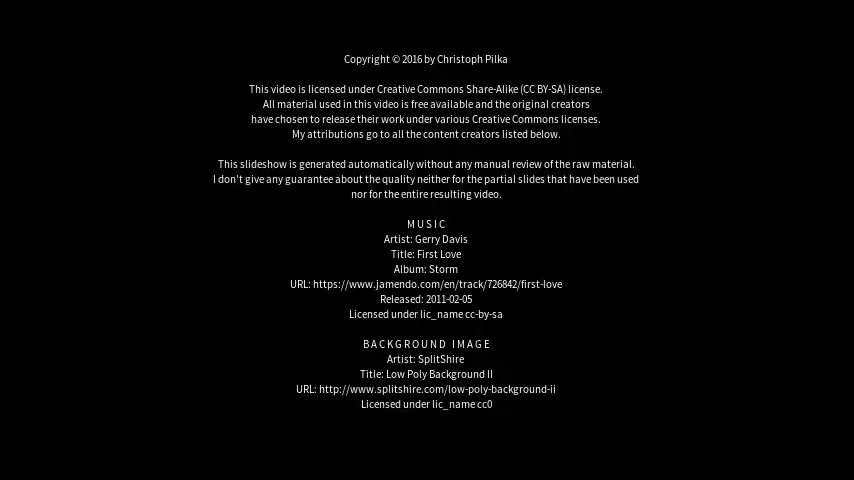 Copyright © 2016 by Christoph Pilka
This video is licensed under Creative Commons Share-Alike (CC BY-SA) license.
All material used in this video is free available and the original creators
have chosen to release their work under various Creative Commons licenses.
My attributions go to all the content creators listed below.
This slideshow is generated automatically without any manual review of the raw material.
I don't give any guarantee about the quality neither for the partial slides that have been used
nor for the entire resulting video.
MUSIC
Artist: Gerry Davis
Title: First Love
Album: Storm
URL: https://www.jamendo.com/en/track/726842/first-love
Released: 2011-02-05
Licensed under lic_name cc-by-sa
BACKGROUND IMAGE
Artist: SplitShire
Title: Low Poly Background II
URL: http://www.splitshire.com/low-poly-background-ii
Licensed under lic_name cc0